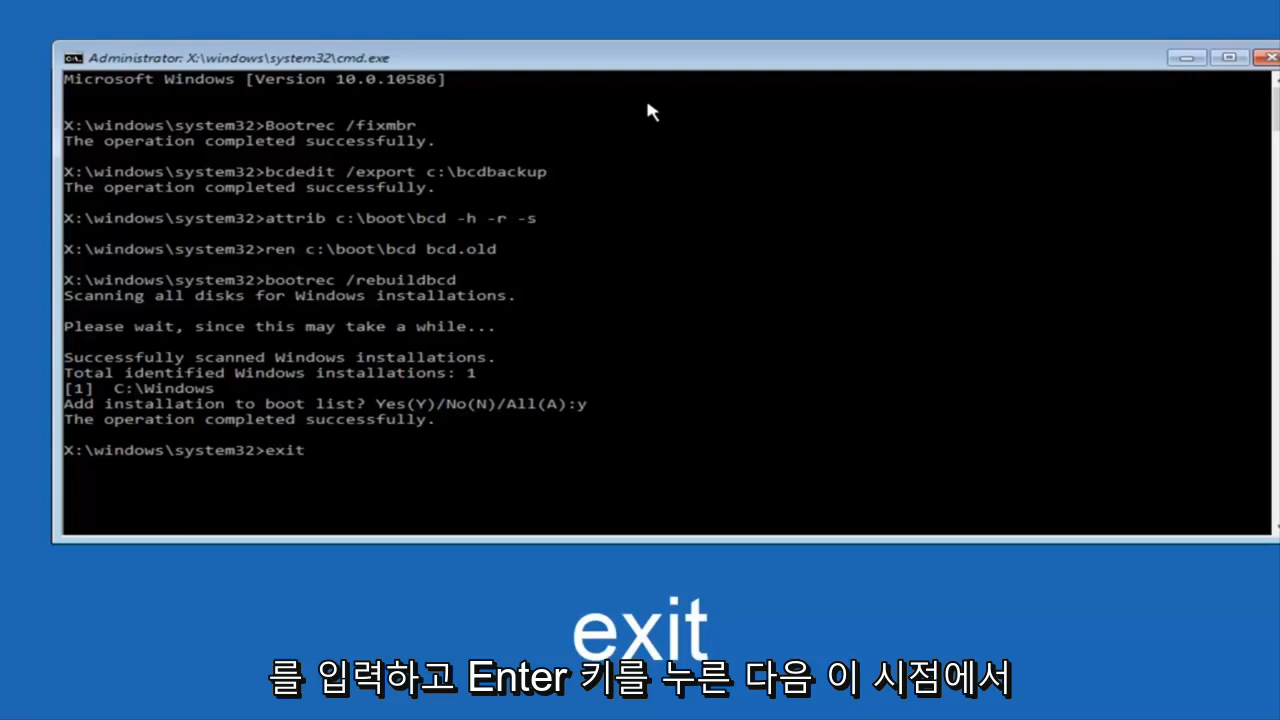 Administrator: X:\windows\system32\cmd.exe
Microsoft Windows [Version 10.0.10586]
X:\windows\system32>Bootrec /fixmbr
The operation completed successfully.
X:\windows\system32>bcdedit /export c:\bcdbackup
The operation completed successfully.
X:\windows\system32>attrib c:\boot\bcd -h -r -s
X:\windows\system32>ren c:\boot\bcd bcd.old
X:\windows\system32>bootrec /rebuildbcd
Scanning all disks for Windows installations.
Please wait, since this may take a while...
Successfully scanned Windows installations.
Total identified Windows installations: 1
[1]  C:\Windows
Add installation to boot list? Yes(Y)/No(N)/All(A):y
The operation completed successfully.
X:\windows\system32>exit
exit
를 입력하고 Enter 키를 누른 다음 이 시점에서